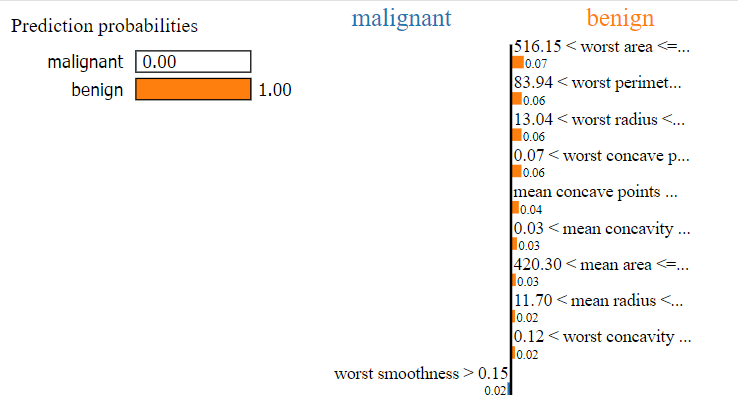 Prediction probabilities
malignant 0.00
benign 1.00
malignant benign
516.15 < worst area <=...
0.07
83.94 < worst perimet...
0.06
13.04 < worst radius <...
0.06
0.07 < worst concave p...
0.06
mean concave points ...
0.04
0.03 < mean concavity ...
0.03
420.30 < mean area <=...
0.03
11.70 < mean radius <...
0.02
0.12 < worst concavity ...
0.02
worst smoothness > 0.15
0.02